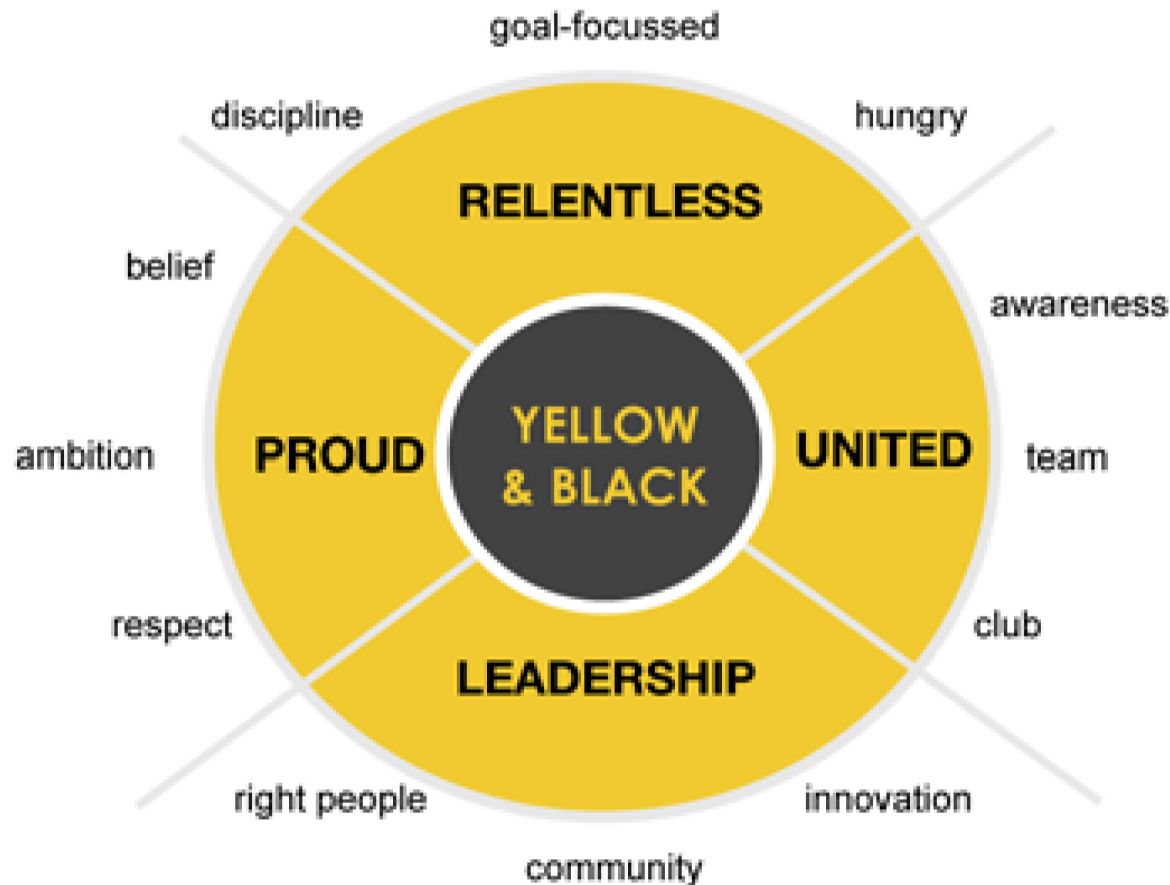 goal-focussed
discipline
hungry
RELENTLESS
belief
awareness
YELLOW
& BLACK
PROUD
UNITED
ambition
team
respect
club
LEADERSHIP
right people
innovation
community